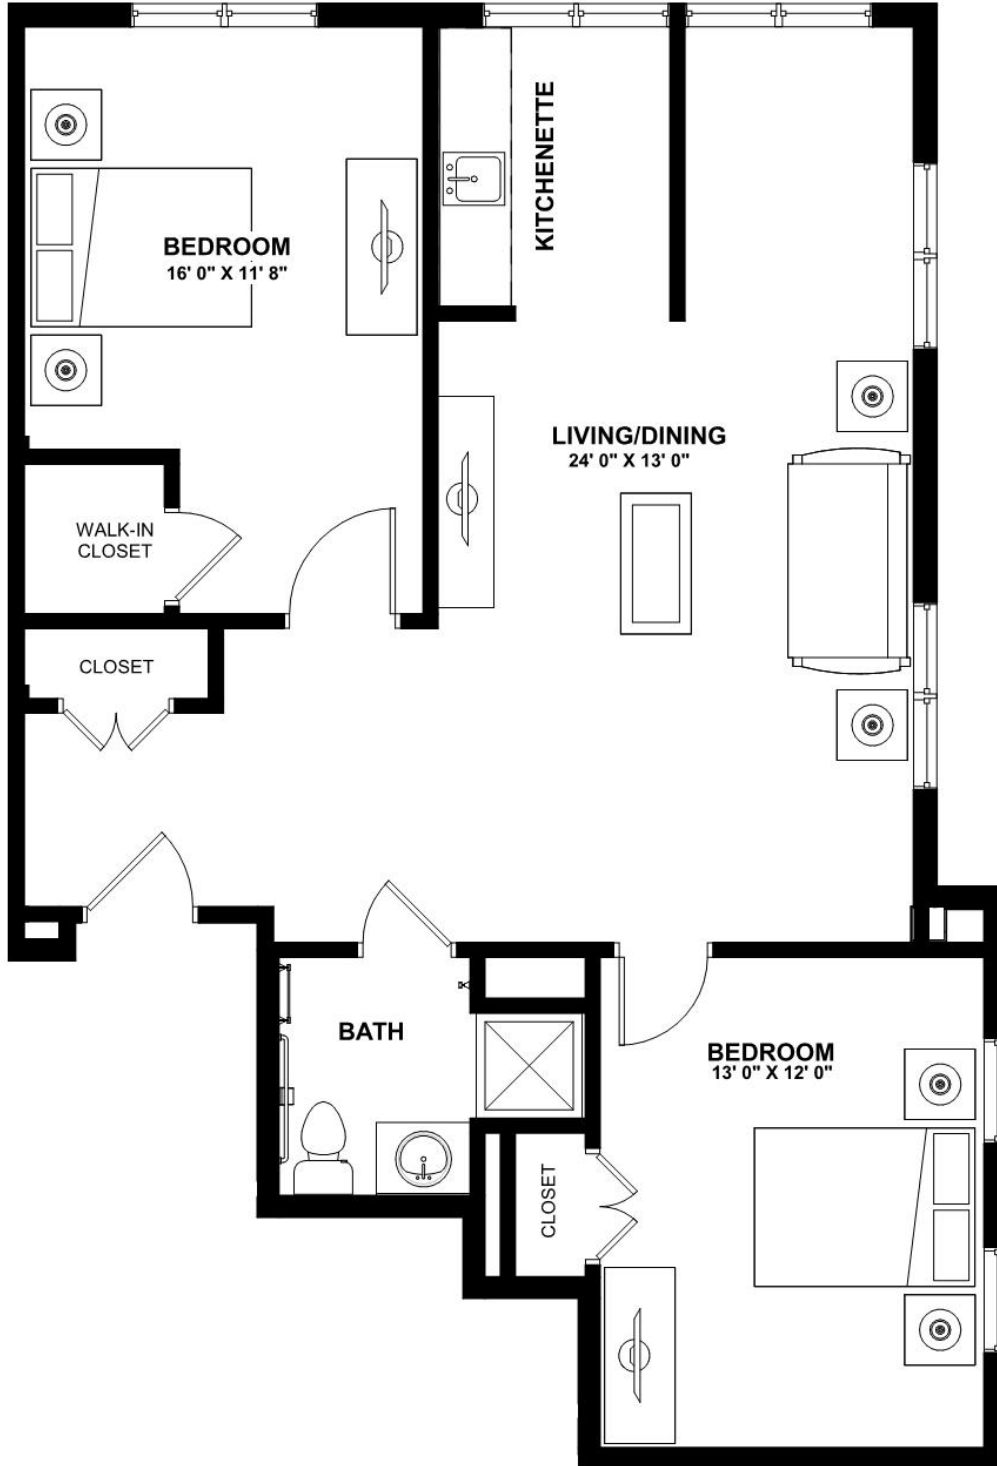 KITCHENETTE
BEDROOM
16' 0" X 11' 8"
LIVING/DINING
24' 0" X 13' 0"
WALK-IN
CLOSET
CLOSET
BATH
BEDROOM
13' 0" X 12' 0"
CLOSET